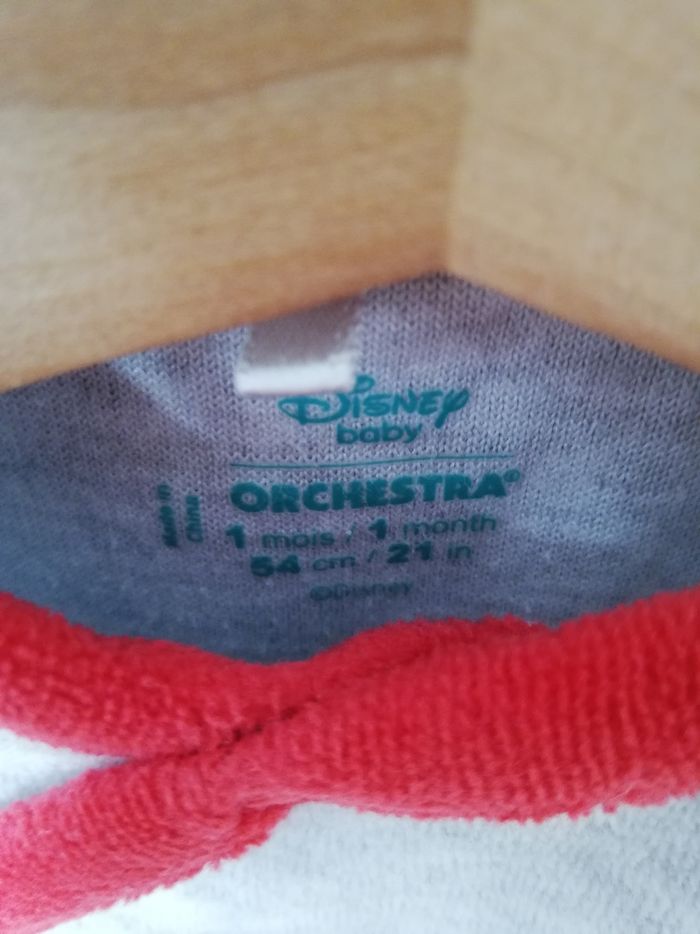 Disney
baby
ORCHESTRA®
Made in
China
1 mois / 1 month
54 cm / 21 in
©Disney